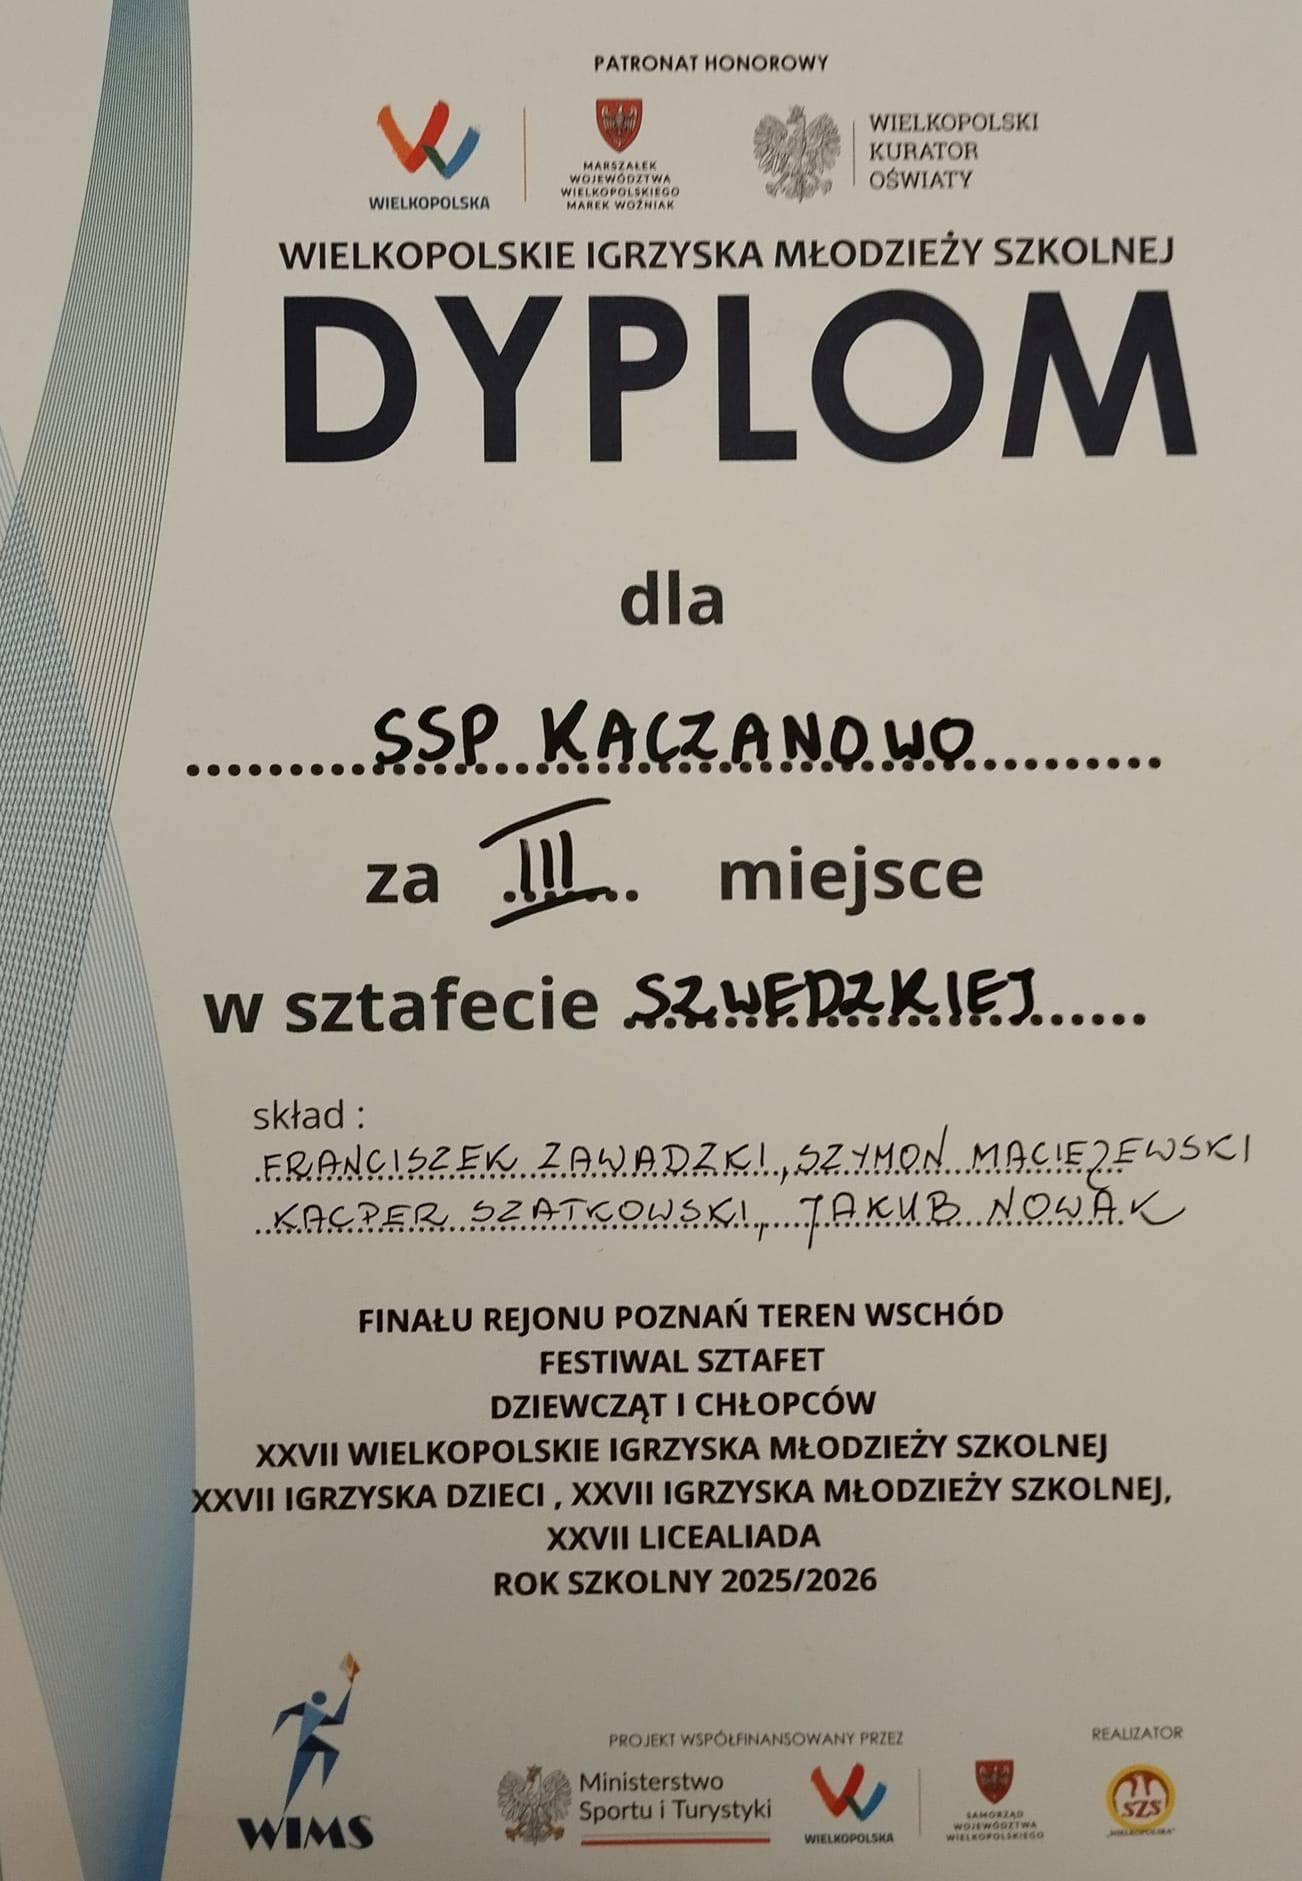 PATRONAT HONOROWY
WIELKOPOLSKA
MARSZAŁEK
WOJEWÓDZTWA
WIELKOPOLSKIEGO
MAREK WOŹNIAK
WIELKOPOLSKI
KURATOR
OŚWIATY
WIELKOPOLSKIE IGRZYSKA MŁODZIEŻY SZKOLNEJ
DYPLOM
dla
SSP KACZANOWO
za III miejsce
w sztafecie SZWEDZKIEJ
skład :
FRANCISZEK ZAWADZKI, SZYMON MACIEJEWSKI
KACPER SZATKOWSKI, JAKUB NOWAK
FINAŁU REJONU POZNAŃ TEREN WSCHÓD
FESTIWAL SZTAFET
DZIEWCZĄT I CHŁOPCÓW
XXVII WIELKOPOLSKIE IGRZYSKA MŁODZIEŻY SZKOLNEJ
XXVII IGRZYSKA DZIECI , XXVII IGRZYSKA MŁODZIEŻY SZKOLNEJ,
XXVII LICEALIADA
ROK SZKOLNY 2025/2026
WIMS
PROJEKT WSPÓŁFINANSOWANY PRZEZ
Ministerstwo
Sportu i Turystyki
WIELKOPOLSKA
SAMORZĄD
WOJEWÓDZTWA
WIELKOPOLSKIEGO
REALIZATOR
SZS
"WIELKOPOLSKA"